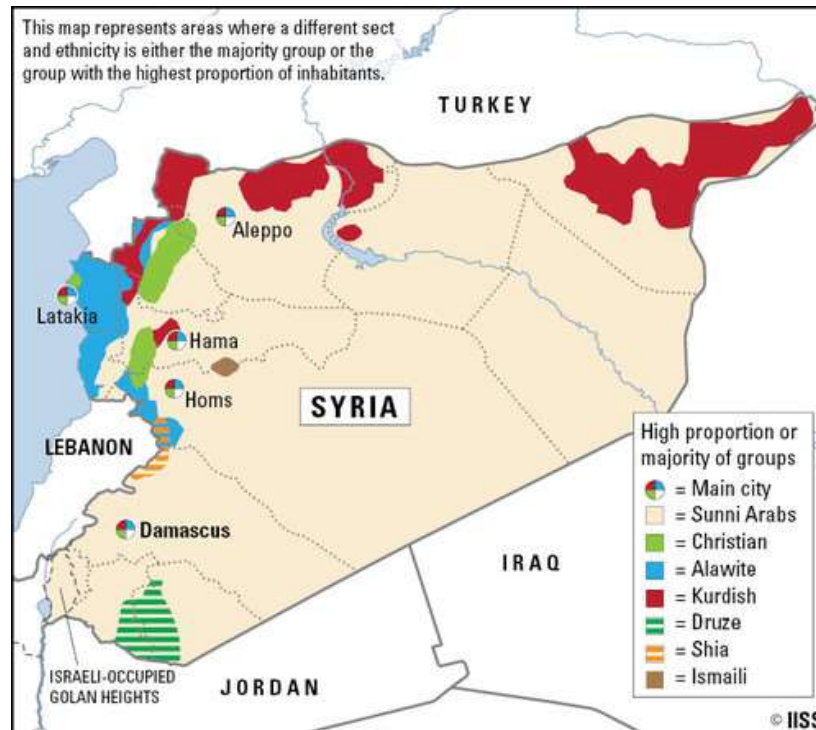 This map represents areas where a different sect
and ethnicity is either the majority group or the
group with the highest proportion of inhabitants.
TURKEY
Aleppo
Latakia
Hama
Homs
SYRIA
LEBANON
Damascus
IRAQ
ISRAELI-OCCUPIED
GOLAN HEIGHTS
JORDAN
High proportion or
majority of groups
= Main city
= Sunni Arabs
= Christian
= Alawite
= Kurdish
= Druze
= Shia
= Ismaili
© IISS